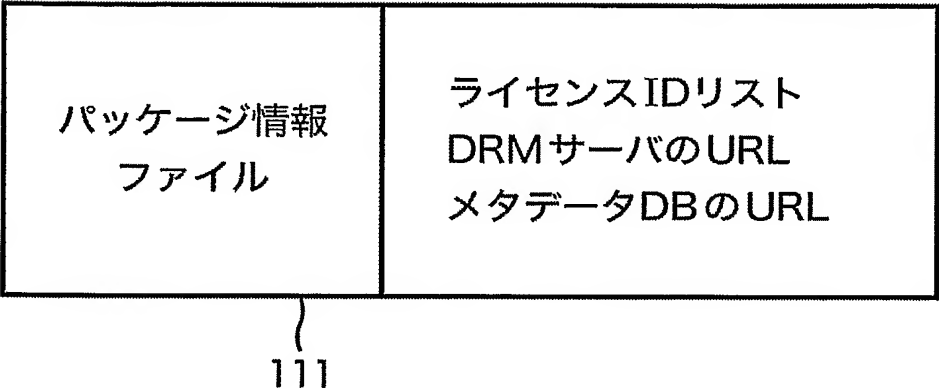 パッケージ情報
ファイル
ライセンスIDリスト
DRMサーバのURL
メタデータDBのURL
111